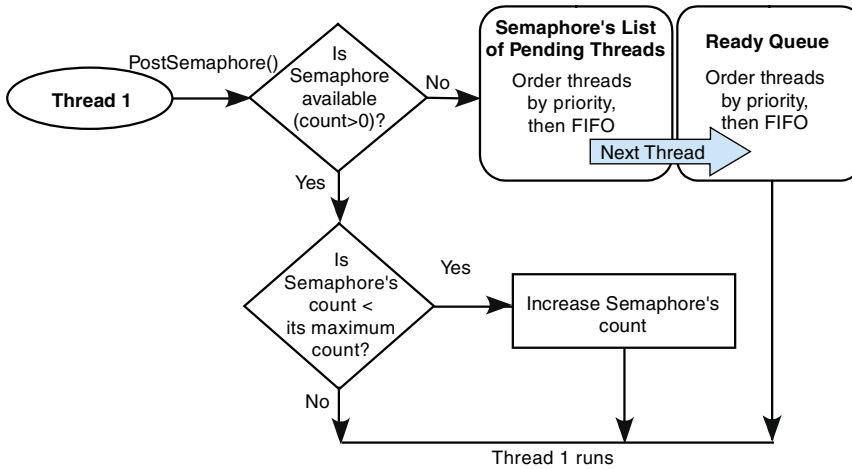 PostSemaphore()
Thread 1
Is
Semaphore
available
(count>0)?
No
Semaphore's List
of Pending Threads
Order threads
by priority,
then FIFO
Next Thread
Ready Queue
Order threads
by priority,
then FIFO
Yes
Is
Semaphore's
count <
its maximum
count?
Yes
Increase Semaphore's
count
No
Thread 1 runs